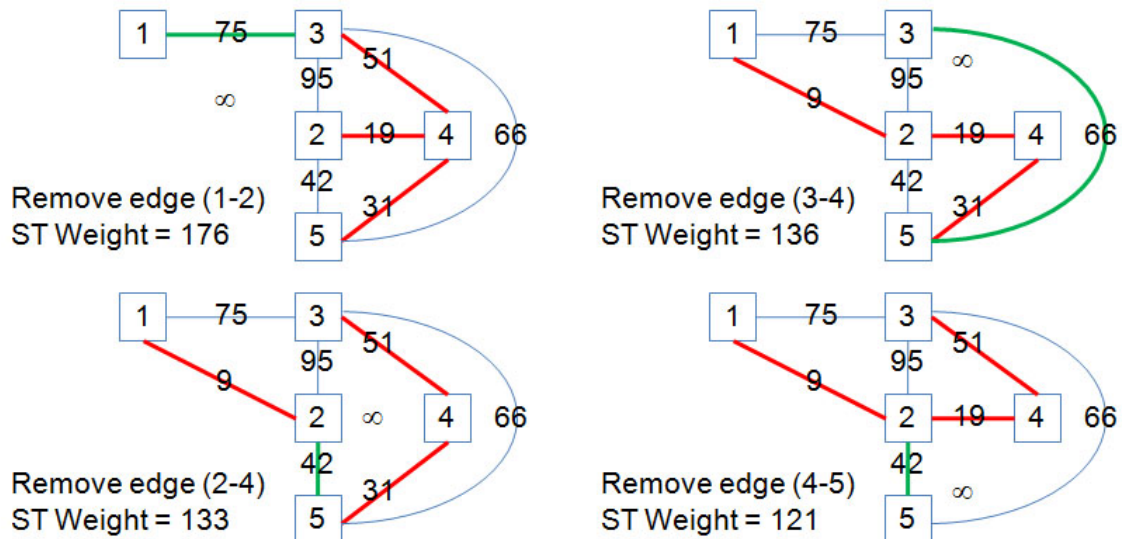 1 75 3
51
95
∞
2 19 4 66
42
31
Remove edge (1-2)
ST Weight = 176
5
1 75 3
∞
95
9
2 19 4 66
42
31
Remove edge (3-4)
ST Weight = 136
5
1 75 3
51
95
9
2 ∞ 4 66
42
31
Remove edge (2-4)
ST Weight = 133
5
1 75 3
51
95
9
2 19 4 66
42
Remove edge (4-5)
ST Weight = 121
∞
5